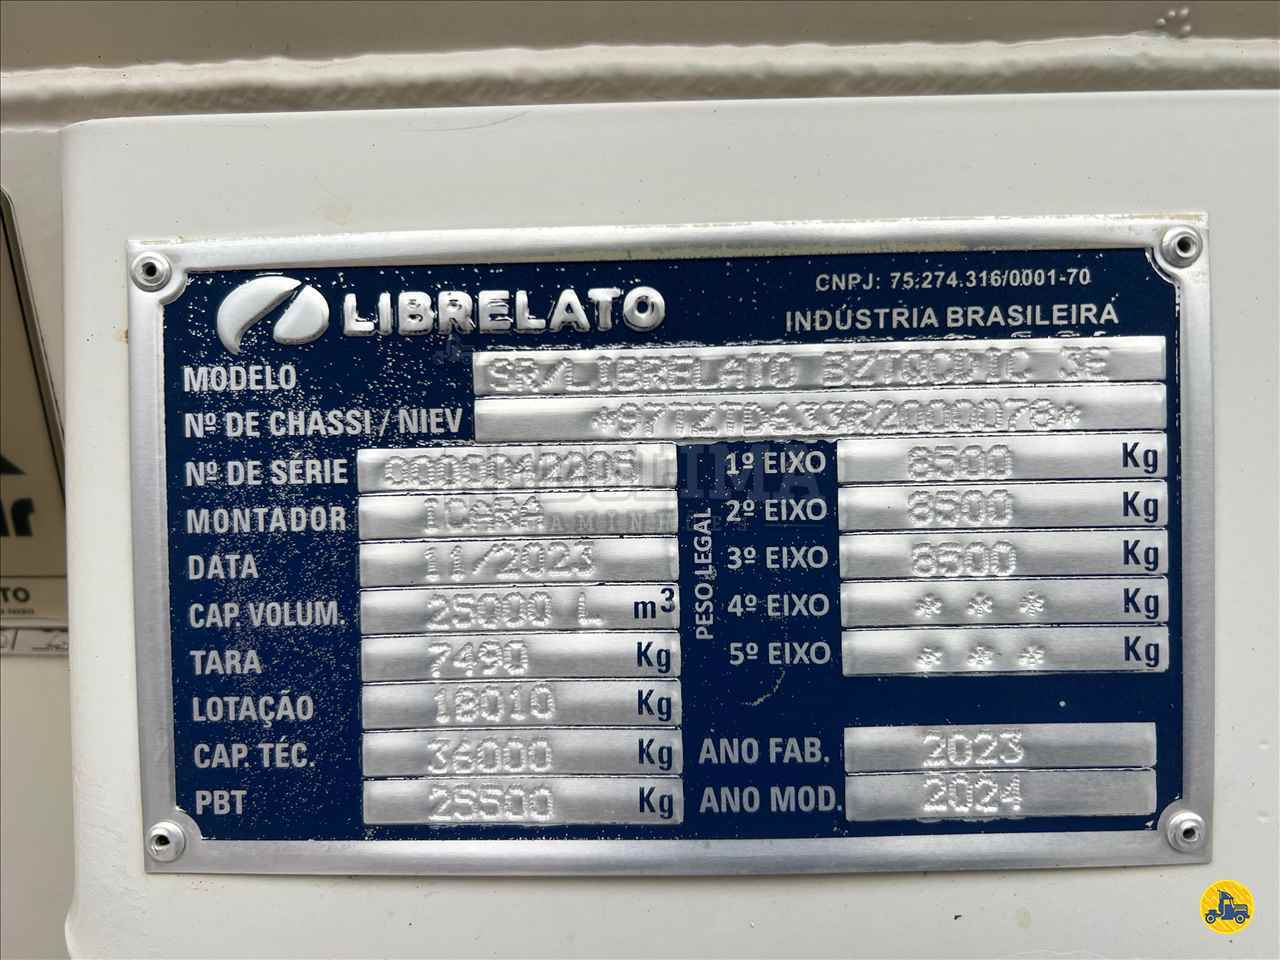 LIBRELATO
CNPJ: 75.274.316/0001-70
INDÚSTRIA BRASILEIRA
MODELO SR/LIBRELATO 3E
Nº DE CHASSI / NIEV
Nº DE SÉRIE
MONTADOR ICARA
DATA 11/2023
CAP. VOLUM. 25000 L m³
TARA 7490 Kg
LOTAÇÃO 18010 Kg
CAP. TÉC. 36000 Kg
PBT 25500 Kg
PESO LEGAL
1º EIXO 8500 Kg
2º EIXO 8500 Kg
3º EIXO 8500 Kg
4º EIXO * * * Kg
5º EIXO * * * Kg
ANO FAB. 2023
ANO MOD. 2024